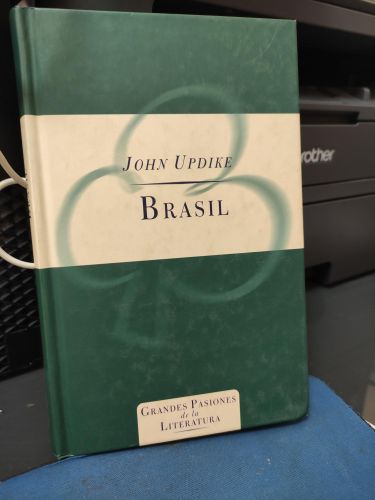 JOHN UPDIKE
BRASIL
GRANDES PASIONES
de la
LITERATURA
brother